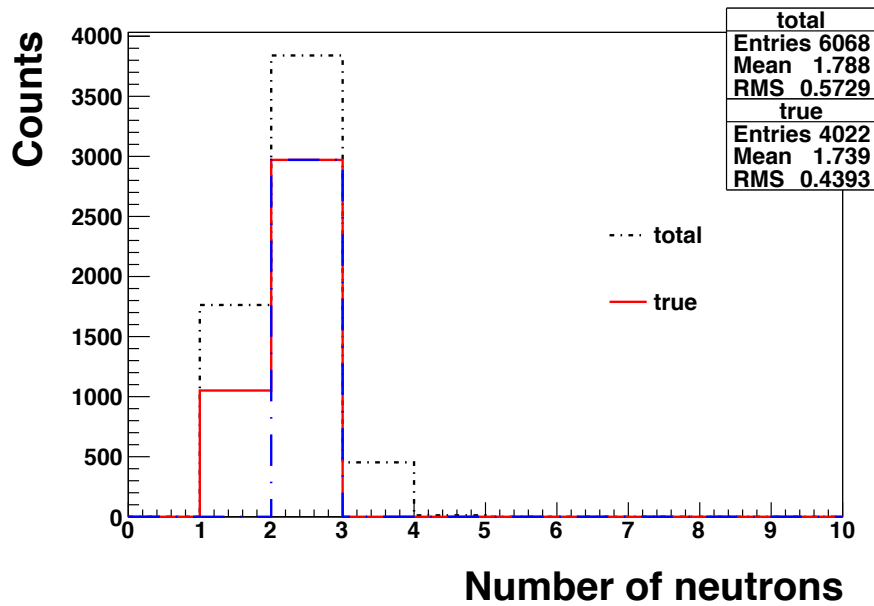 total
Entries 6068
Mean 1.788
RMS 0.5729
true
Entries 4022
Mean 1.739
RMS 0.4393
Counts
4000
3500
3000
2500
2000
1500
1000
500
0
total
true
0 1 2 3 4 5 6 7 8 9 10
Number of neutrons